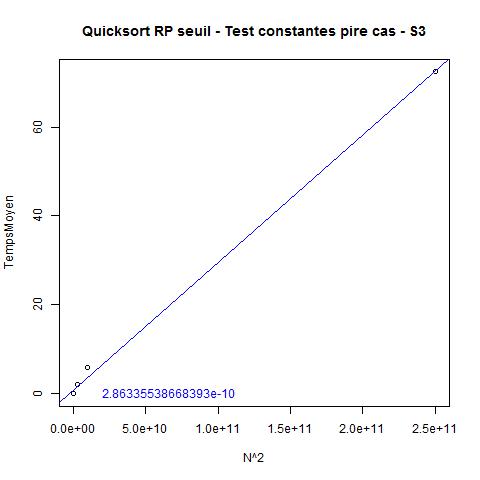 Quicksort RP seuil - Test constantes pire cas - S3
TempsMoyen
60
40
20
0
2.86335538668393e-10
0.0e+00 5.0e+10 1.0e+11 1.5e+11 2.0e+11 2.5e+11
N^2